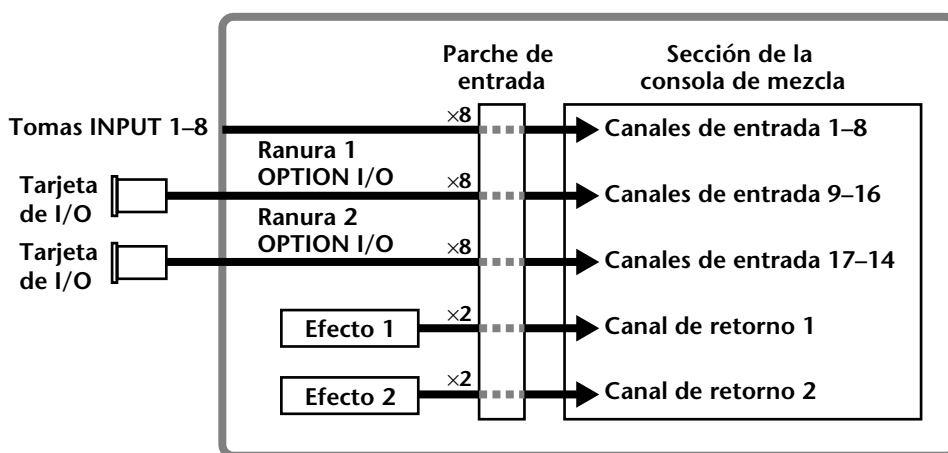 Parche de
entrada
Sección de la
consola de mezcla
Tomas INPUT 1–8
×8
Canales de entrada 1–8
Ranura 1
OPTION I/O
Tarjeta
de I/O
×8
Canales de entrada 9–16
Ranura 2
OPTION I/O
Tarjeta
de I/O
×8
Canales de entrada 17–14
Efecto 1
×2
Canal de retorno 1
Efecto 2
×2
Canal de retorno 2